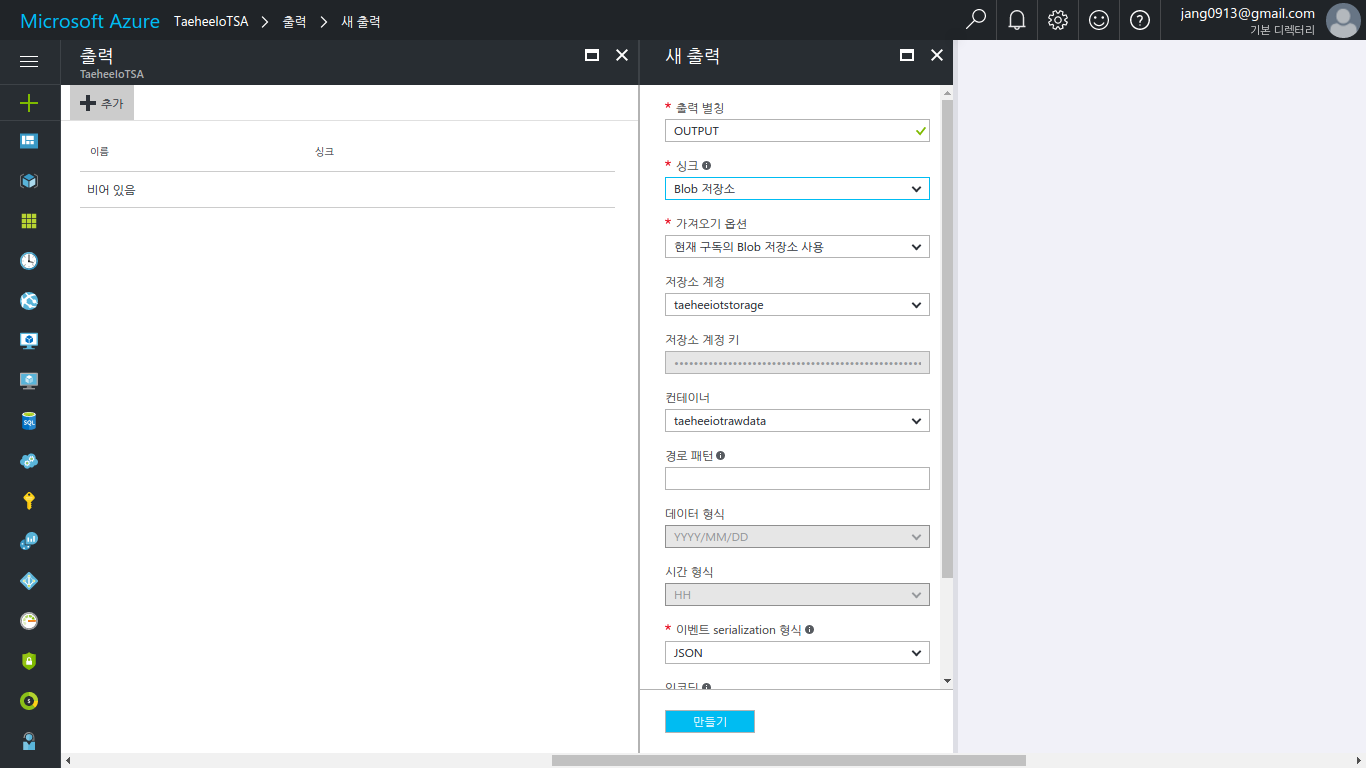 Microsoft Azure TaeheeIoTSA 출력 새 출력
jang0913@gmail.com
기본 디렉터리
출력
TaeheeIoTSA
추가
이름 싱크
비어 있음
새 출력
* 출력 별칭
OUTPUT
* 싱크
Blob 저장소
* 가져오기 옵션
현재 구독의 Blob 저장소 사용
저장소 계정
taeheeiotstorage
저장소 계정 키
컨테이너
taeheeiotrawdata
경로 패턴
데이터 형식
YYYY/MM/DD
시간 형식
HH
* 이벤트 serialization 형식
JSON
인코딩
만들기